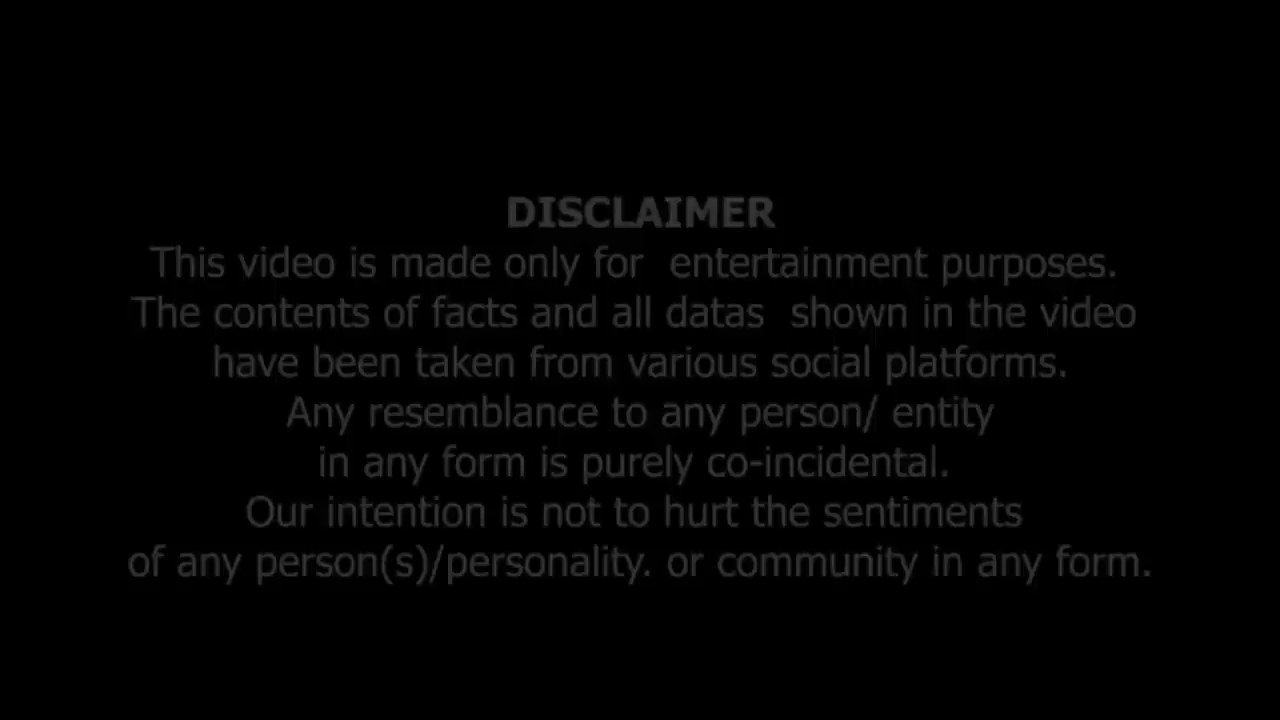 DISCLAIMER
This video is made only for entertainment purposes.
The contents of facts and all datas shown in the video
have been taken from various social platforms.
Any resemblance to any person/ entity
in any form is purely co-incidental.
Our intention is not to hurt the sentiments
of any person(s)/personality. or community in any form.